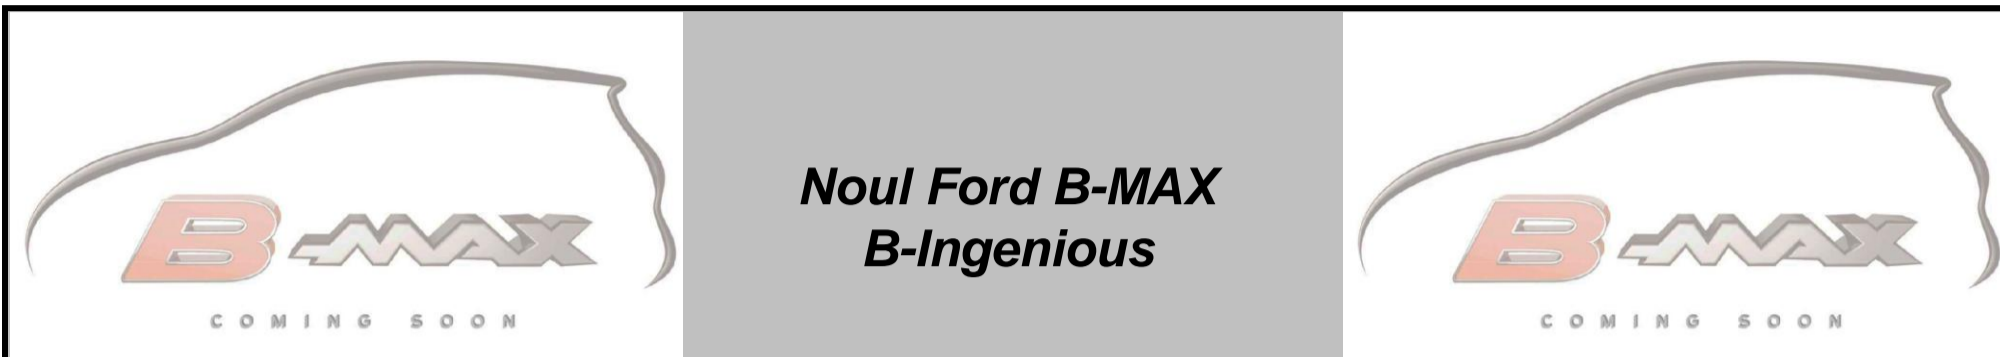 B-MAX
COMING SOON
Noul Ford B-MAX
B-Ingenious
B-MAX
COMING SOON